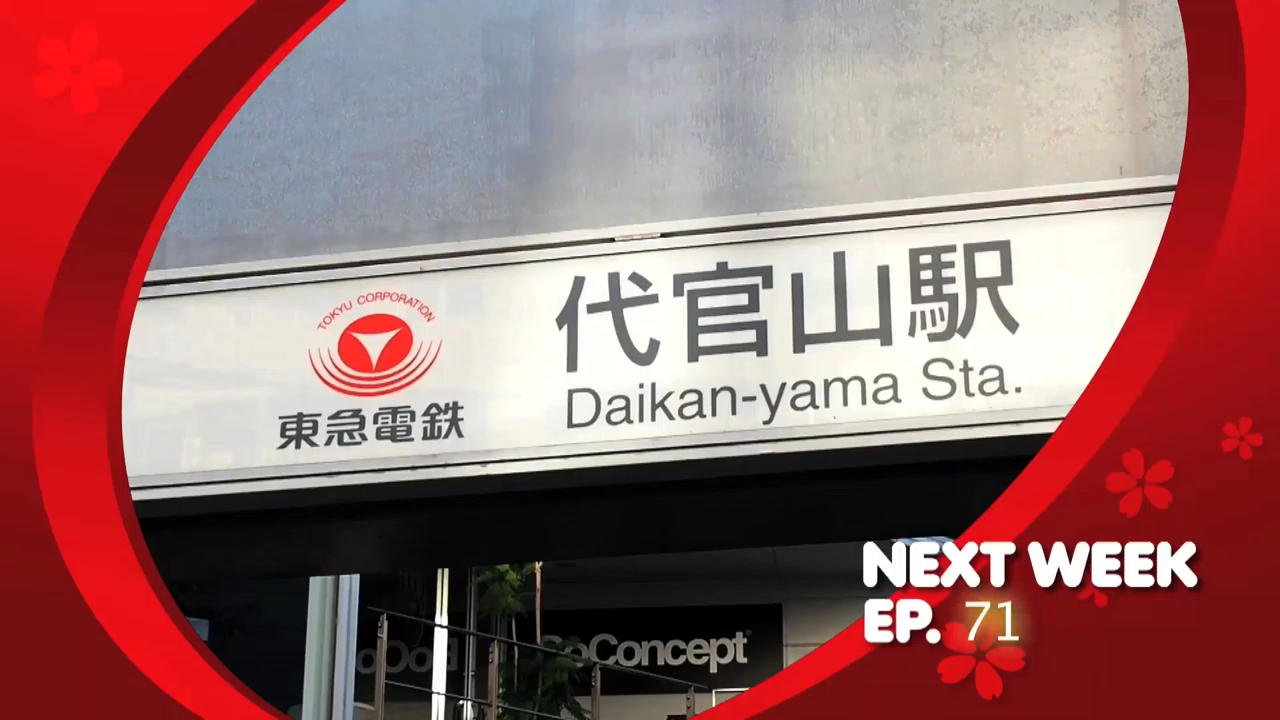 TOKYU CORPORATION
東急電鉄
代官山駅
Daikan-yama Sta.
BoConcept
NEXT WEEK
EP. 71